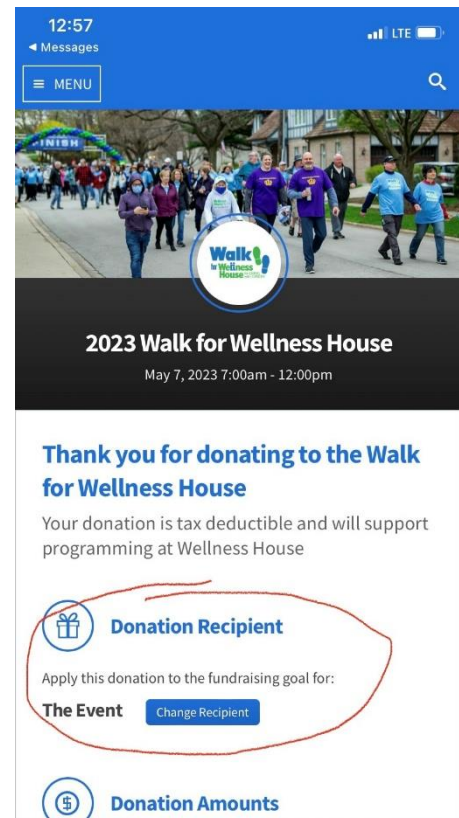 12:57
LTE
◄ Messages
≡ MENU
FINISH
Walk
for Wellness
House
2023 Walk for Wellness House
May 7, 2023 7:00am - 12:00pm
Thank you for donating to the Walk
for Wellness House
Your donation is tax deductible and will support
programming at Wellness House
Donation Recipient
Apply this donation to the fundraising goal for:
The Event Change Recipient
Donation Amounts